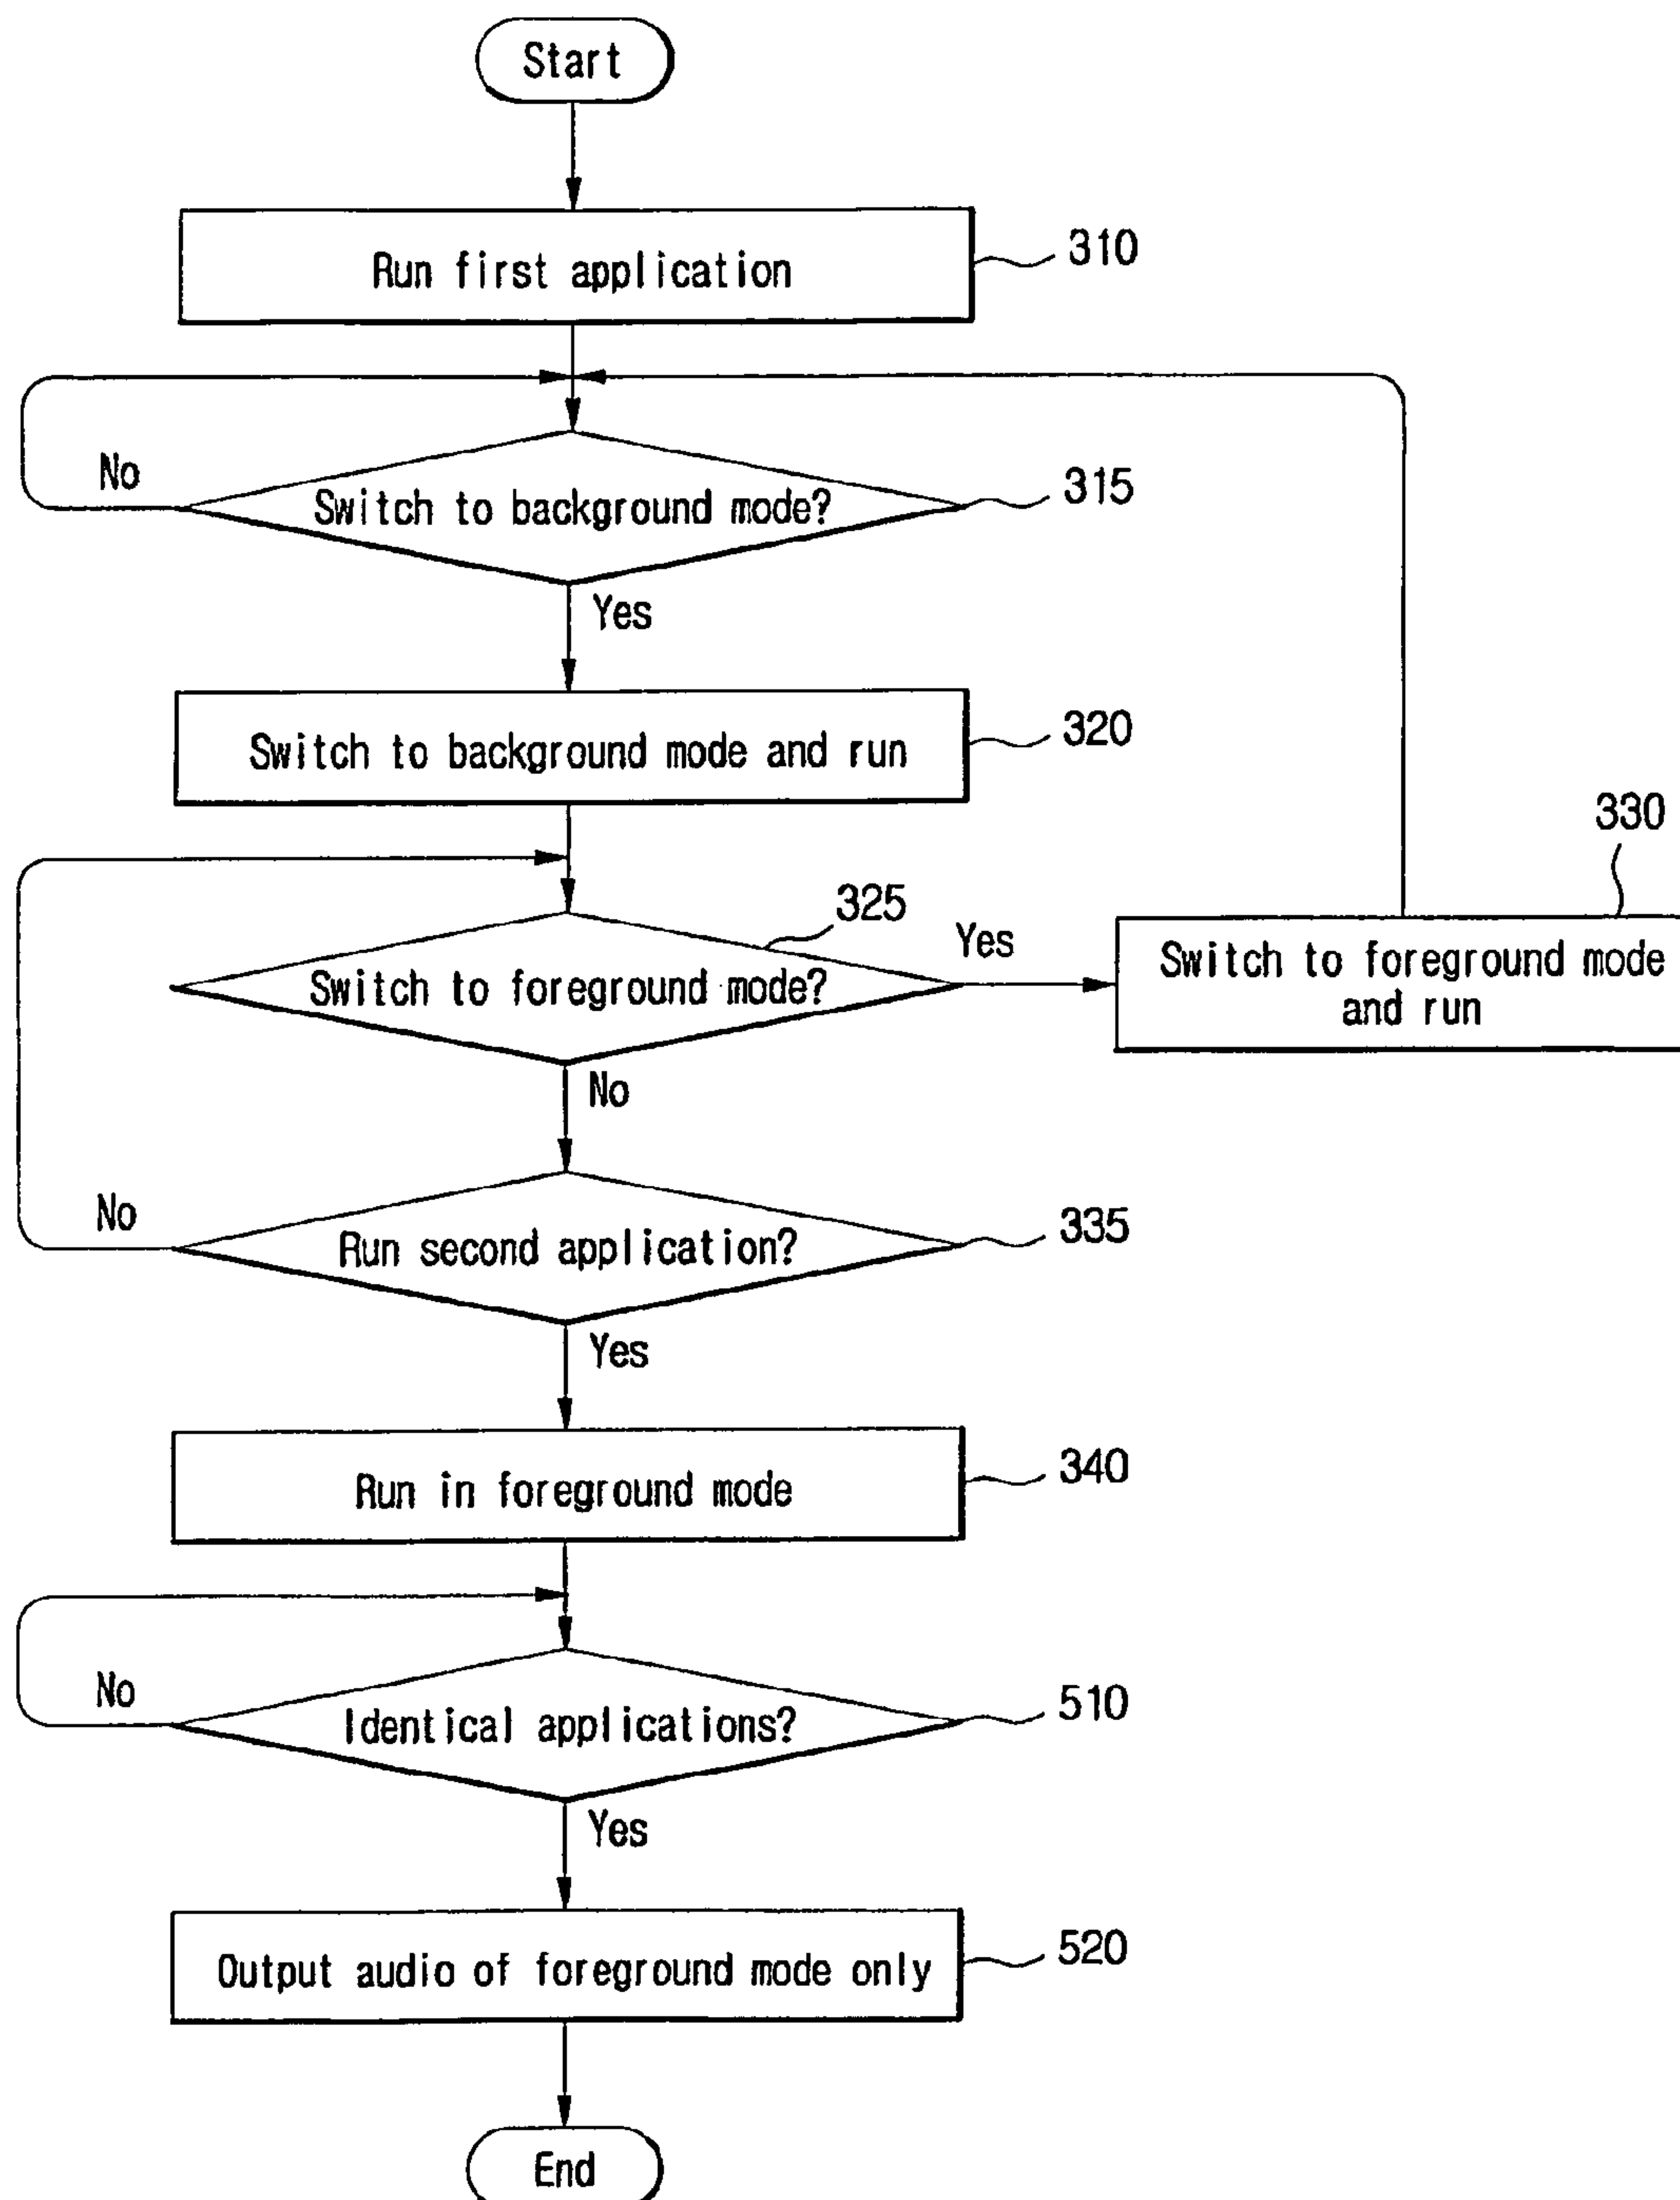 Start
Run first application
310
No
Switch to background mode?
315
Yes
Switch to background mode and run
320
330
325
Yes
Switch to foreground mode?
Switch to foreground mode
and run
No
No
Run second application?
335
Yes
Run in foreground mode
340
No
Identical applications?
510
Yes
Output audio of foreground mode only
520
End